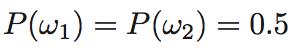 P(ω₁) = P(ω₂) = 0.5